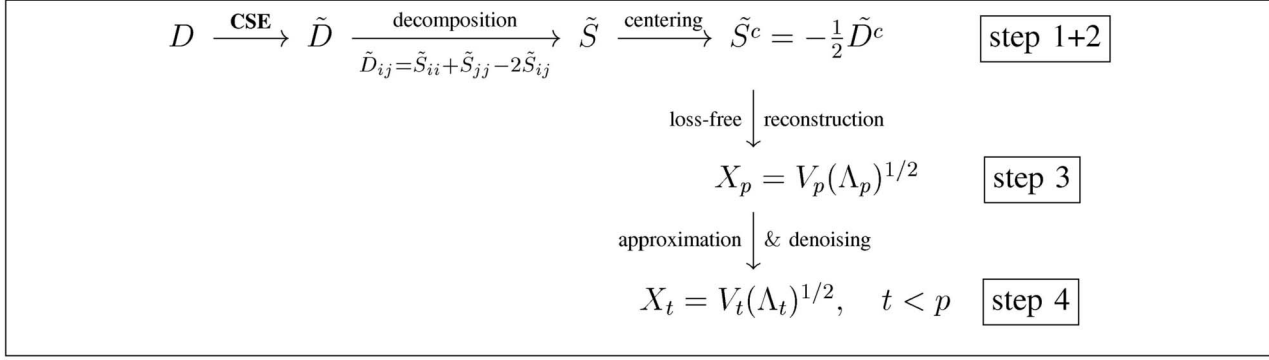 D —CSE→ D̃ —decomposition→ S̃ —centering→ S̃ᶜ = −½D̃ᶜ step 1+2
D̃ᵢⱼ=S̃ᵢᵢ+S̃ⱼⱼ−2S̃ᵢⱼ
loss-free ↓ reconstruction
Xₚ = Vₚ(Λₚ)^{1/2} step 3
approximation ↓ & denoising
Xₜ = Vₜ(Λₜ)^{1/2}, t < p step 4